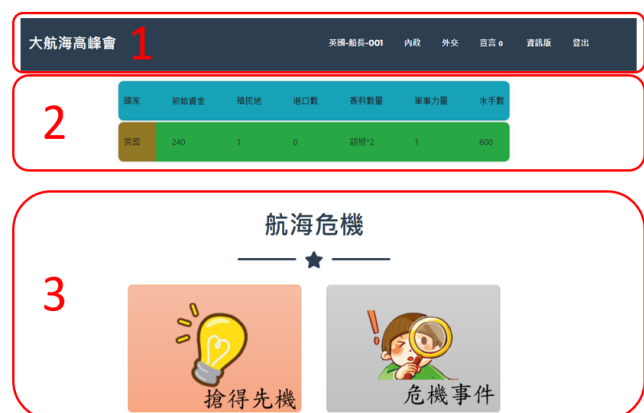 大航海高峰會 1 英國-船長-001 內政 外交 宣言 0 資訊版 登出
2
國家 初始資金 殖民地 港口數 香料數量 軍事力量 水手數
英國 240 1 0 胡椒*2 1 600
航海危機
3
搶得先機 危機事件